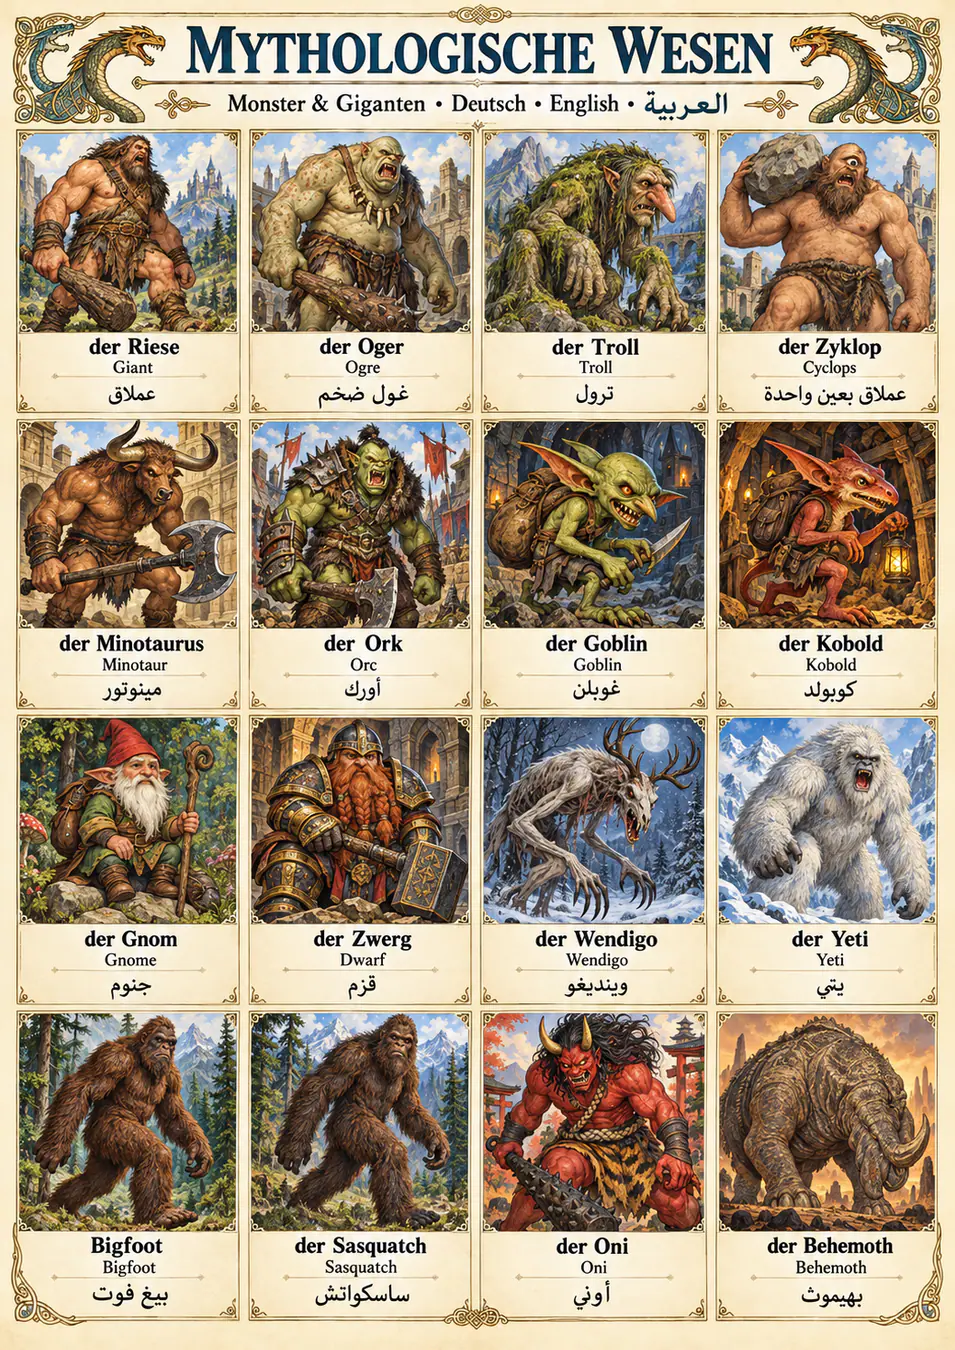 MYTHOLOGISCHE WESEN
Monster & Giganten • Deutsch • English • العربية
der Riese
Giant
عملاق
der Oger
Ogre
غول ضخم
der Troll
Troll
ترول
der Zyklop
Cyclops
عملاق بعين واحدة
der Minotaurus
Minotaur
مينوتور
der Ork
Orc
أورك
der Goblin
Goblin
غوبلن
der Kobold
Kobold
كوبولد
der Gnom
Gnome
جنوم
der Zwerg
Dwarf
قزم
der Wendigo
Wendigo
وينديغو
der Yeti
Yeti
يتي
Bigfoot
Bigfoot
بيغ فوت
der Sasquatch
Sasquatch
ساسكواتش
der Oni
Oni
أوني
der Behemoth
Behemoth
بهيموث